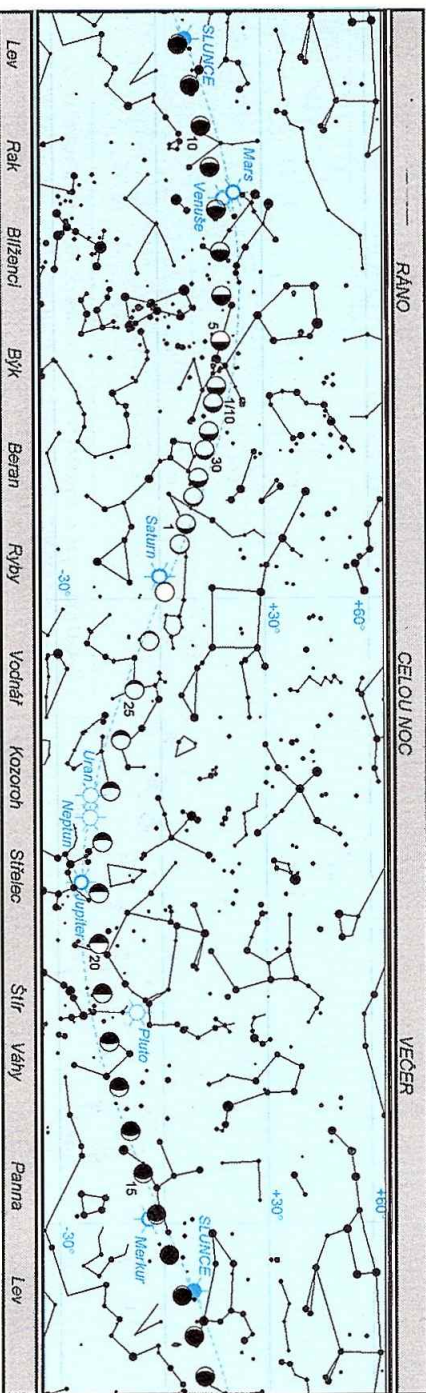 RÁNO
CELOU NOC
VEČER
SLUNCE
Mars
Venuše
10
5
1/10
30
1
Saturn
-30°
+30°
+60°
25
Uran
Neptun
Jupiter
20
Pluto
15
Merkur
SLUNCE
-30°
+30°
+60°
Lev
Rak
Blíženci
Býk
Beran
Ryby
Vodnář
Kozoroh
Střelec
Štír
Váhy
Panna
Lev